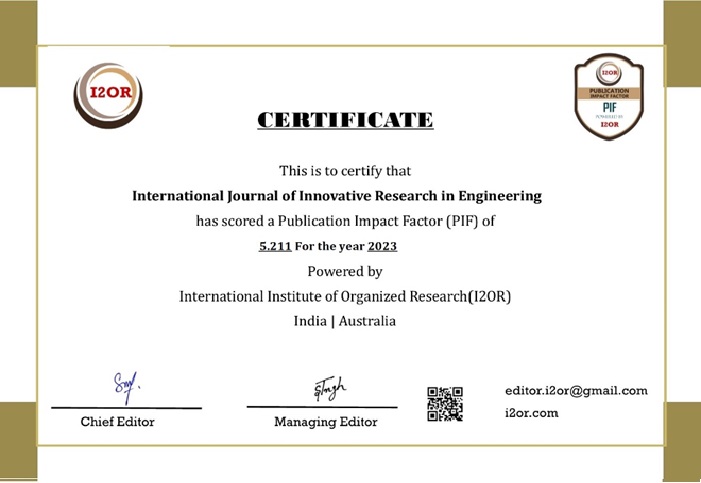 I2OR
I2OR
PUBLICATION
IMPACT FACTOR
PIF
POWERED BY
I2OR
CERTIFICATE
This is to certify that
International Journal of Innovative Research in Engineering
has scored a Publication Impact Factor (PIF) of
5.211 For the year 2023
Powered by
International Institute of Organized Research(I2OR)
India | Australia
Chief Editor
Managing Editor
editor.i2or@gmail.com
i2or.com